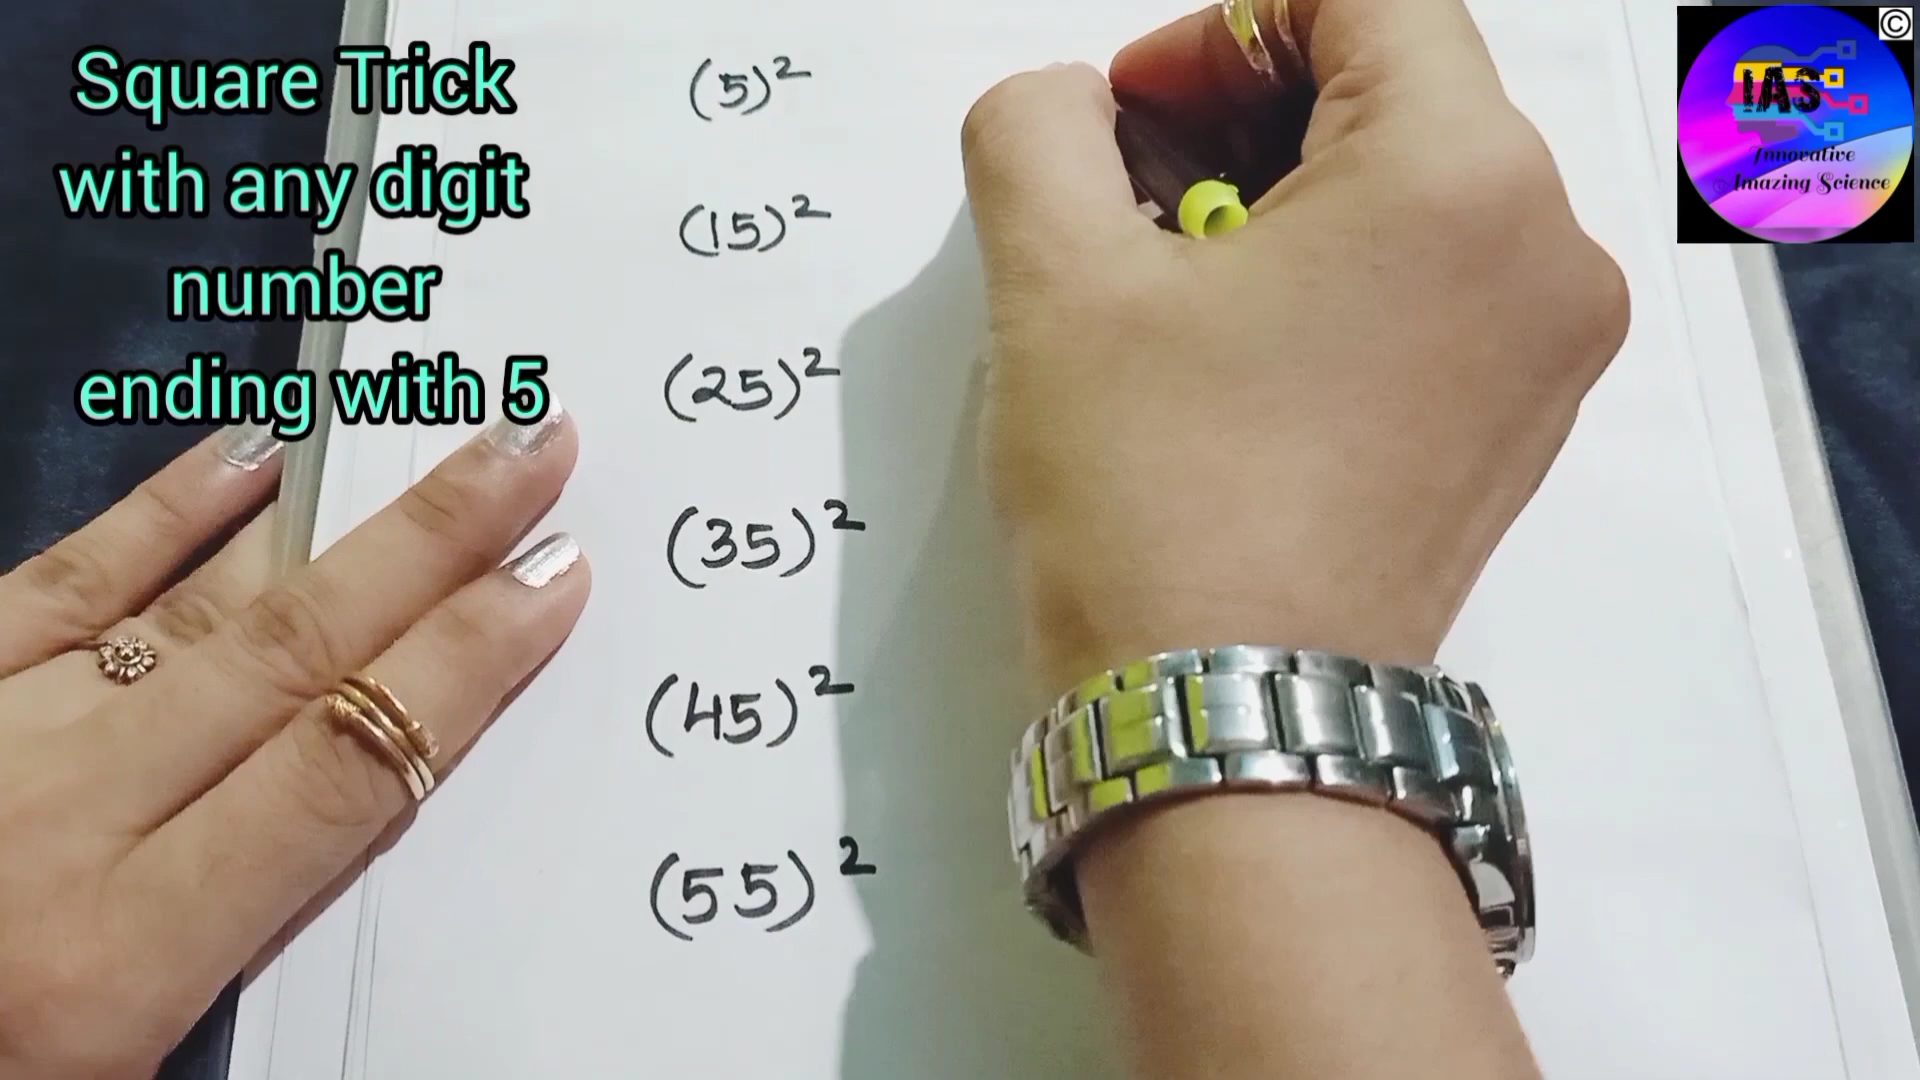 Square Trick
with any digit
number
ending with 5
(5)²
(15)²
(25)²
(35)²
(45)²
(55)²
©
IAS
Innovative
Amazing Science